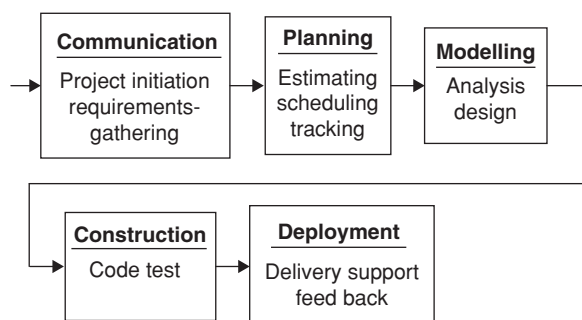 Communication
Project initiation
requirements-
gathering
Planning
Estimating
scheduling
tracking
Modelling
Analysis
design
Construction
Code test
Deployment
Delivery support
feed back